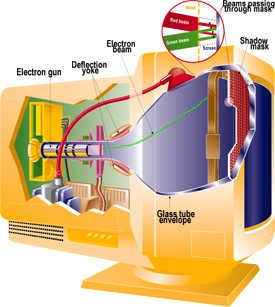 Beams passing
through mask
Mask
Red beam
Green beam
Screen
Shadow
mask
Electron
beam
Deflection
yoke
Electron gun
Glass tube
envelope